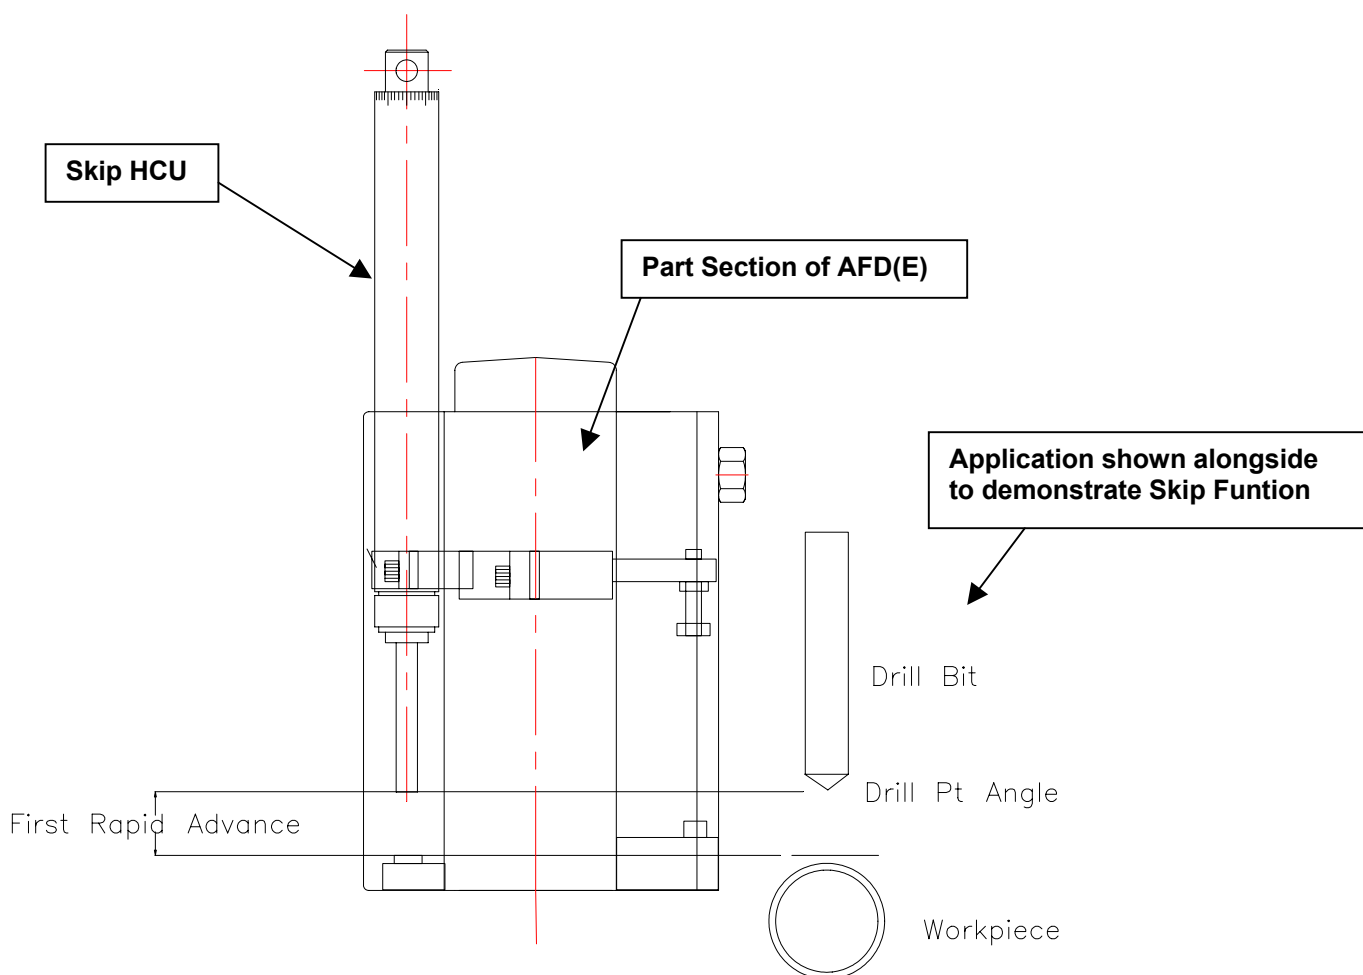 Skip HCU
Part Section of AFD(E)
Application shown alongside
to demonstrate Skip Funtion
Drill Bit
Drill Pt Angle
First Rapid Advance
Workpiece